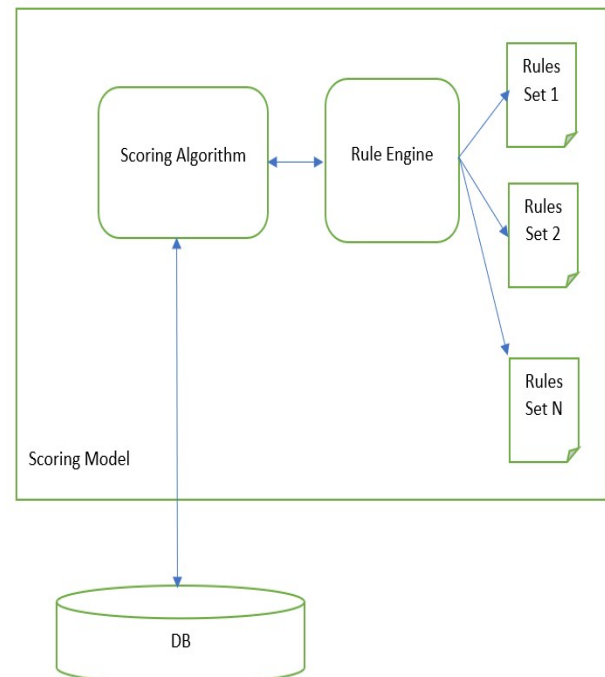 Rules
Set 1
Scoring Algorithm
Rule Engine
Rules
Set 2
Rules
Set N
Scoring Model
DB